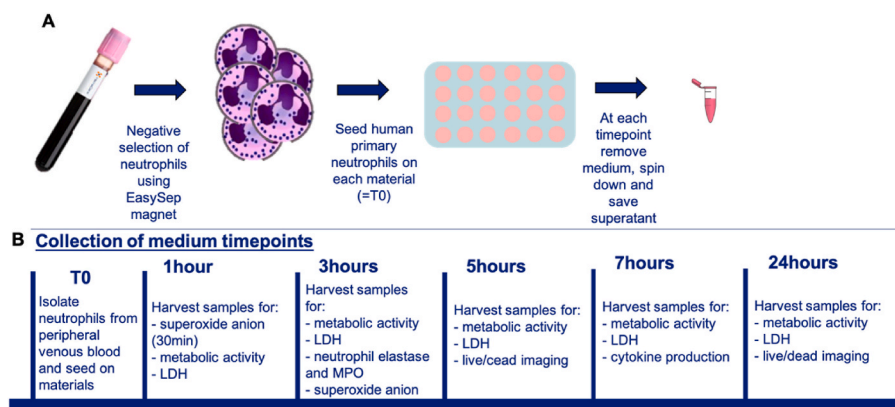 A
Negative
selection of
neutrophils
using
EasySep
magnet
Seed human
primary
neutrophils on
each material
(=T0)
At each
timepoint
remove
medium, spin
down and
save
superatant
B Collection of medium timepoints
T0
Isolate
neutrophils from
peripheral
venous blood
and seed on
materials
1hour
Harvest samples for:
- superoxide anion
(30min)
- metabolic activity
- LDH
3hours
Harvest samples
for:
- metabolic activity
- LDH
- neutrophil elastase
and MPO
- superoxide anion
5hours
Harvest samples for:
- metabolic activity
- LDH
- live/cead imaging
7hours
Harvest samples for:
- metabolic activity
- LDH
- cytokine production
24hours
Harvest samples for:
- metabolic activity
- LDH
- live/dead imaging